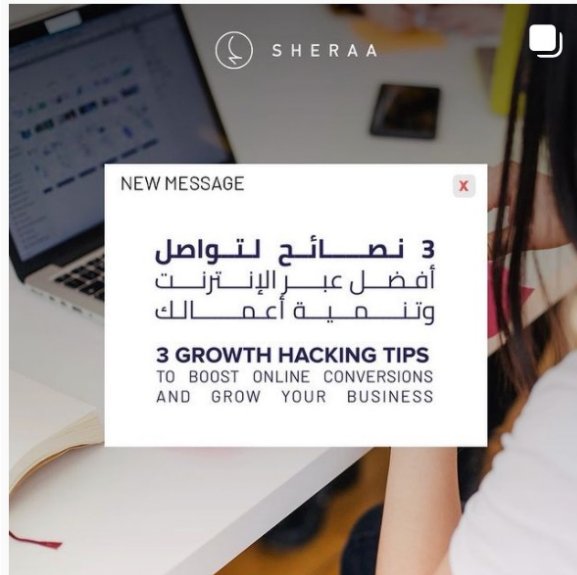 SHERAA
NEW MESSAGE
X
3 نصائح لتواصل
أفضل عبر الإنترنت
وتنمية أعمالك
3 GROWTH HACKING TIPS
TO BOOST ONLINE CONVERSIONS
AND GROW YOUR BUSINESS